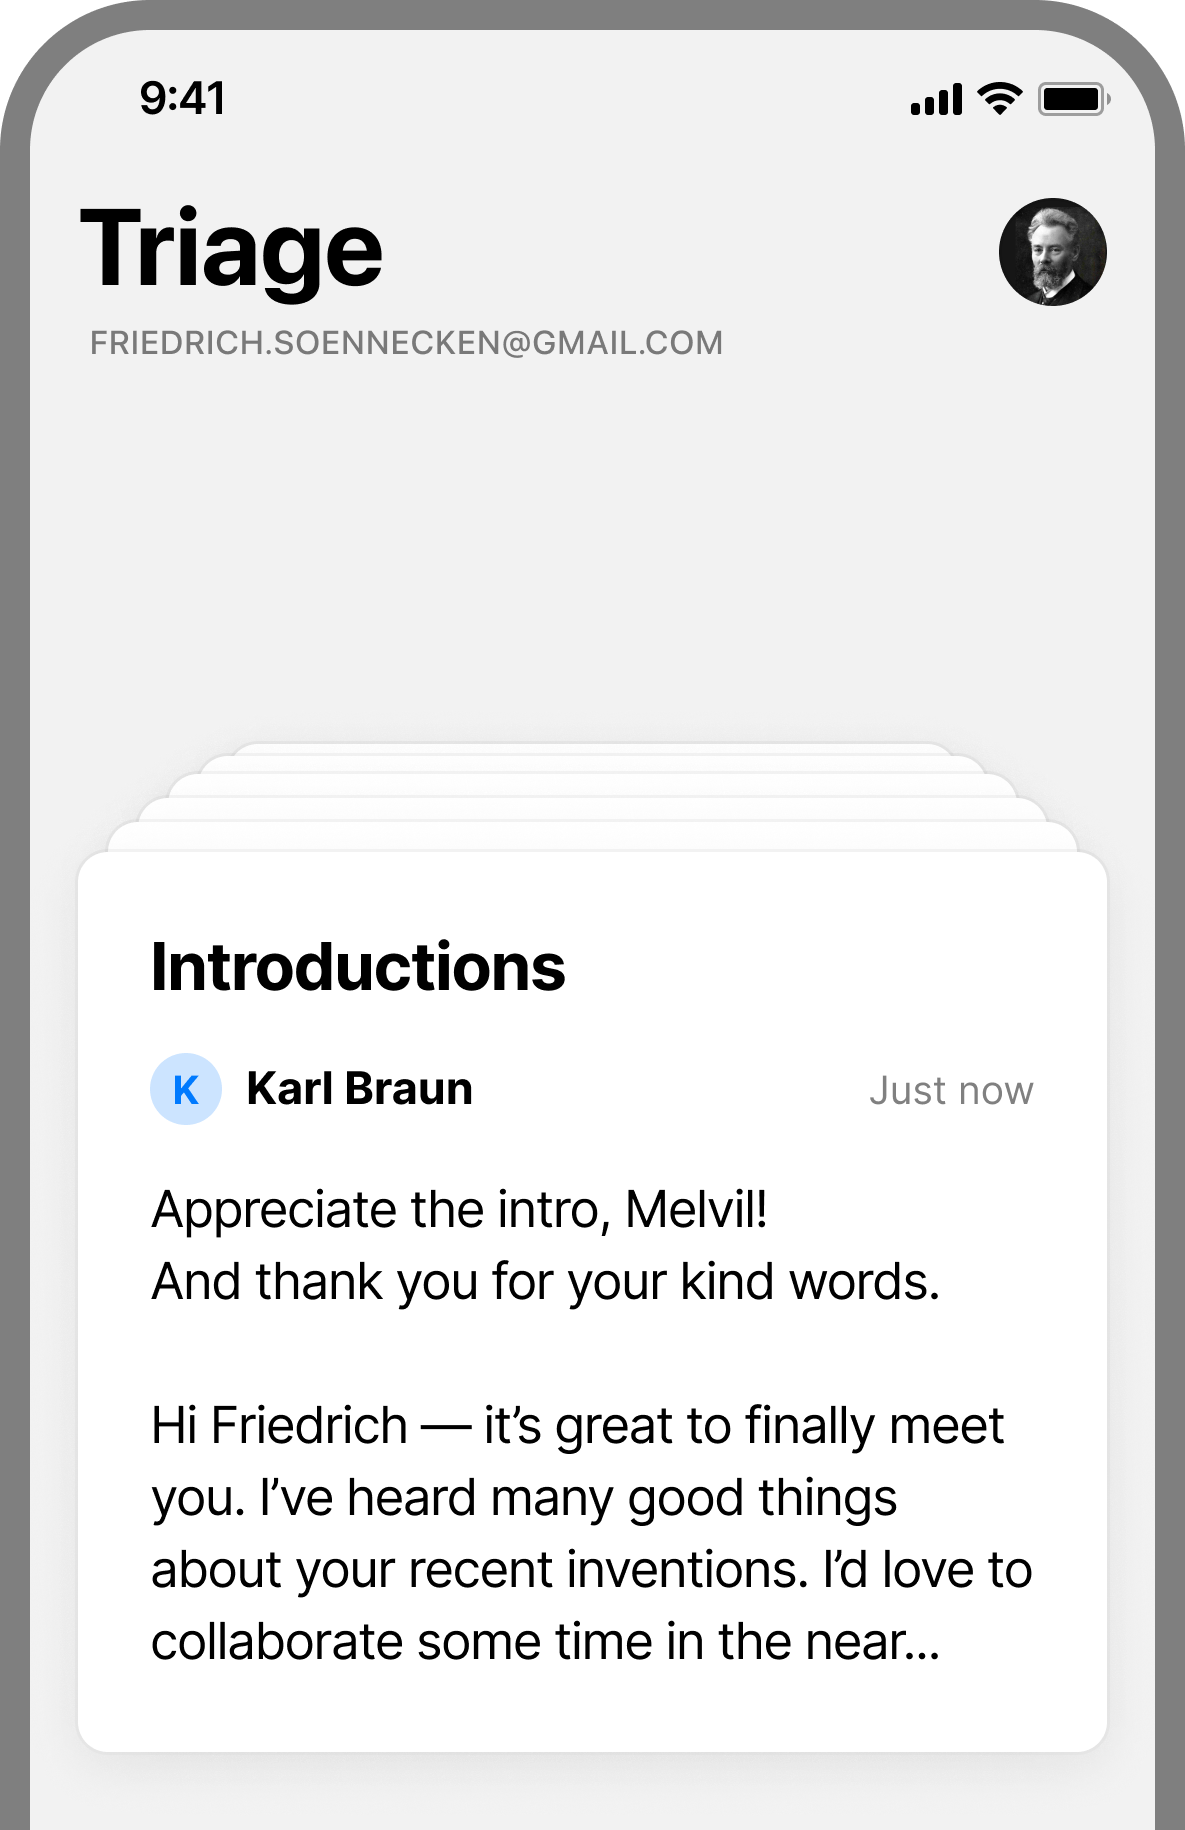 9:41
Triage
FRIEDRICH.SOENNECKEN@GMAIL.COM
Introductions
K
Karl Braun
Just now
Appreciate the intro, Melvil!
And thank you for your kind words.
Hi Friedrich — it’s great to finally meet
you. I’ve heard many good things
about your recent inventions. I’d love to
collaborate some time in the near...